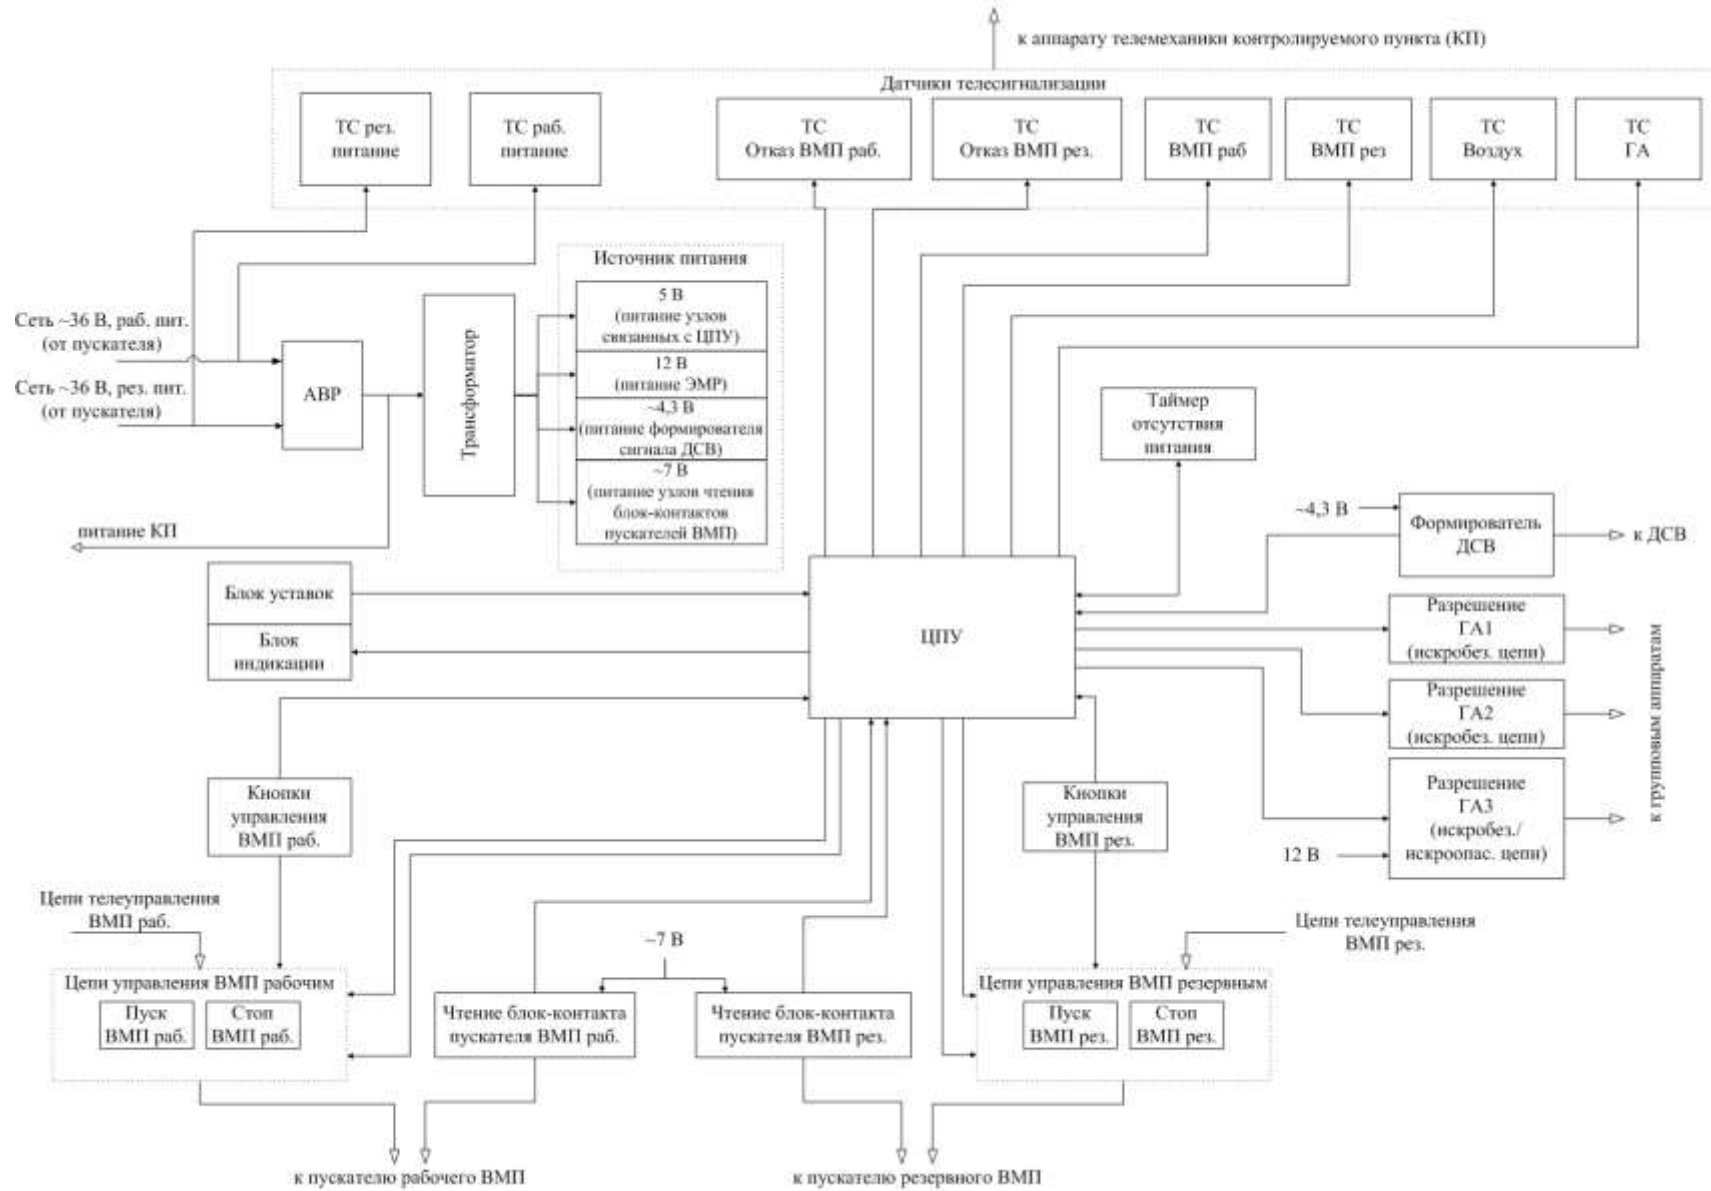 к аппарату телемеханики контролируемого пункта (КП)
Датчики телесигнализации
ТС рез.
питание
ТС раб.
питание
ТС
Отказ ВМП раб.
ТС
Отказ ВМП рез.
ТС
ВМП раб
ТС
ВМП рез
ТС
Воздух
ТС
ГА
Источник питания
5 В
(питание узлов
связанных с ЦПУ)
12 В
(питание ЭМР)
~4,3 В
(питание формирователя
сигнала ДСВ)
~7 В
(питание узлов чтения
блок-контактов
пускателей ВМП)
Сеть ~36 В, раб. пит.
(от пускателя)
Сеть ~36 В, рез. пит.
(от пускателя)
АВР
Трансформатор
питание КП
Таймер
отсутствия
питания
~4,3 В
Формирователь
ДСВ
к ДСВ
Блок уставок
Блок
индикации
ЦПУ
Разрешение
ГА1
(искробез. цепи)
Разрешение
ГА2
(искробез. цепи)
Разрешение
ГА3
(искробез./
искроопас. цепи)
12 В
к групповым аппаратам
Кнопки
управления
ВМП раб.
Кнопки
управления
ВМП рез.
Цепи телеуправления
ВМП раб.
Цепи телеуправления
ВМП рез.
~7 В
Цепи управления ВМП рабочим
Пуск
ВМП раб.
Стоп
ВМП раб.
Чтение блок-контакта
пускателя ВМП раб.
Чтение блок-контакта
пускателя ВМП рез.
Цепи управления ВМП резервным
Пуск
ВМП рез.
Стоп
ВМП рез.
к пускателю рабочего ВМП
к пускателю резервного ВМП